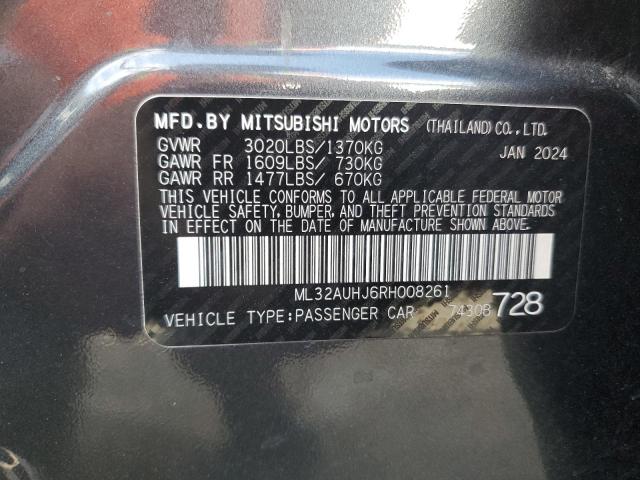 MFD.BY MITSUBISHI MOTORS (THAILAND) CO.,LTD.
GVWR 3020LBS/1370KG JAN 2024
GAWR FR 1609LBS/ 730KG
GAWR RR 1477LBS/ 670KG
THIS VEHICLE CONFORMS TO ALL APPLICABLE FEDERAL MOTOR
VEHICLE SAFETY, BUMPER, AND THEFT PREVENTION STANDARDS
IN EFFECT ON THE DATE OF MANUFACTURE SHOWN ABOVE.
ML32AUHJ6RH008261
VEHICLE TYPE:PASSENGER CAR 74308 728